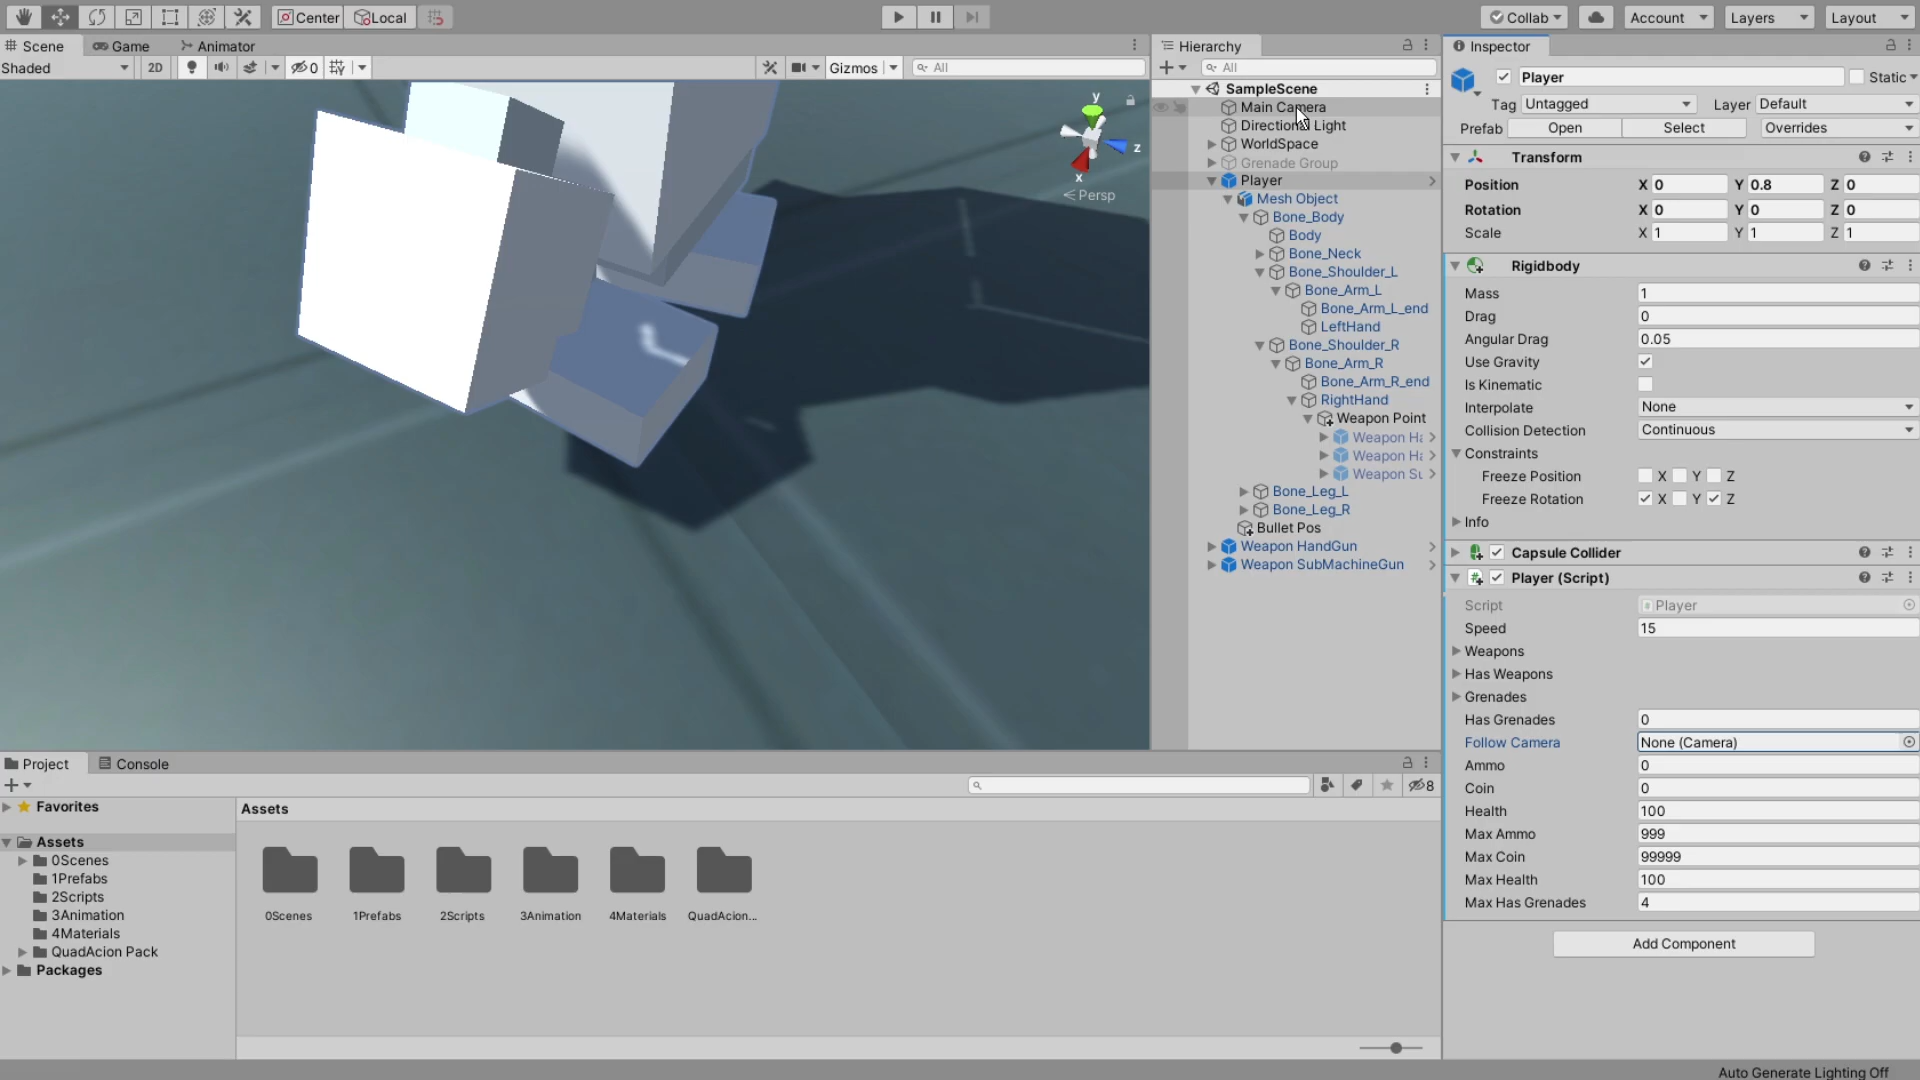 Center
Local
Collab
Account
Layers
Layout
Scene
Game
Animator
Shaded
2D
0
Gizmos
All
y
z
x
< Persp
Hierarchy
All
SampleScene
Main Camera
Directional Light
WorldSpace
Grenade Group
Player
Mesh Object
Bone_Body
Body
Bone_Neck
Bone_Shoulder_L
Bone_Arm_L
Bone_Arm_L_end
LeftHand
Bone_Shoulder_R
Bone_Arm_R
Bone_Arm_R_end
RightHand
Weapon Point
Weapon Ha
Weapon Ha
Weapon Su
Bone_Leg_L
Bone_Leg_R
Bullet Pos
Weapon HandGun
Weapon SubMachineGun
Inspector
Player
Static
Tag Untagged Layer Default
Prefab Open Select Overrides
Transform
Position X 0 Y 0.8 Z 0
Rotation X 0 Y 0 Z 0
Scale X 1 Y 1 Z 1
Rigidbody
Mass 1
Drag 0
Angular Drag 0.05
Use Gravity
Is Kinematic
Interpolate None
Collision Detection Continuous
Constraints
Freeze Position X Y Z
Freeze Rotation X Y Z
Info
Capsule Collider
Player (Script)
Script Player
Speed 15
Weapons
Has Weapons
Grenades
Has Grenades 0
Follow Camera None (Camera)
Ammo 0
Coin 0
Health 100
Max Ammo 999
Max Coin 99999
Max Health 100
Max Has Grenades 4
Add Component
Project
Console
8
Favorites
Assets
0Scenes
1Prefabs
2Scripts
3Animation
4Materials
QuadAcion Pack
Packages
Assets
0Scenes
1Prefabs
2Scripts
3Animation
4Materials
QuadAcion...
Auto Generate Lighting Off